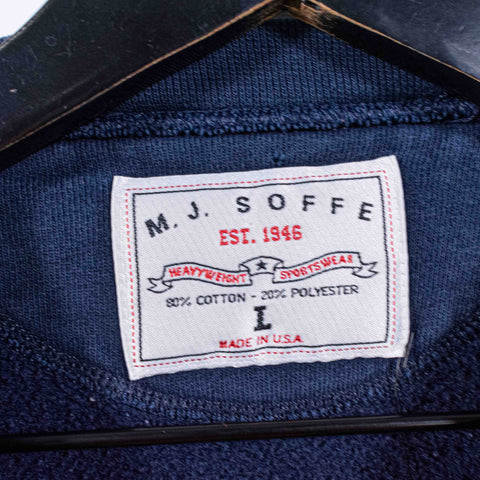 M. J. SOFFE
EST. 1946
HEAVYWEIGHT ★ SPORTSWEAR
80% COTTON - 20% POLYESTER
L
MADE IN U.S.A.